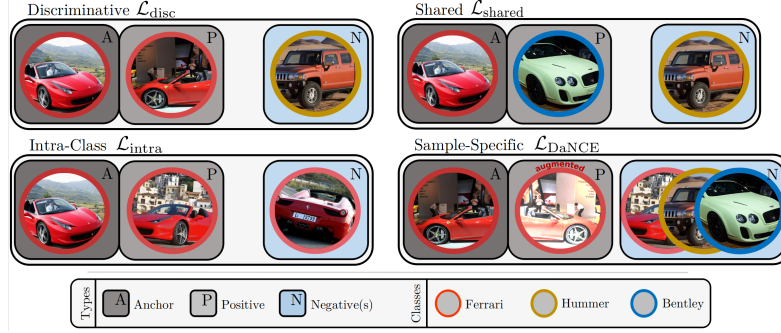 Discriminative ℒdisc
A P N
Shared ℒshared
A P N
Intra-Class ℒintra
A P N
Sample-Specific ℒDaNCE
A P N
augmented
Types
A Anchor P Positive N Negative(s)
Classes
Ferrari Hummer Bentley